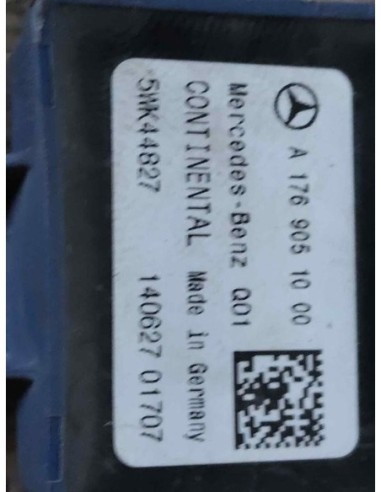 A 176 905 10 00
Mercedes-Benz Q01
CONTINENTAL Made in Germany
5WK44827 140627 01707